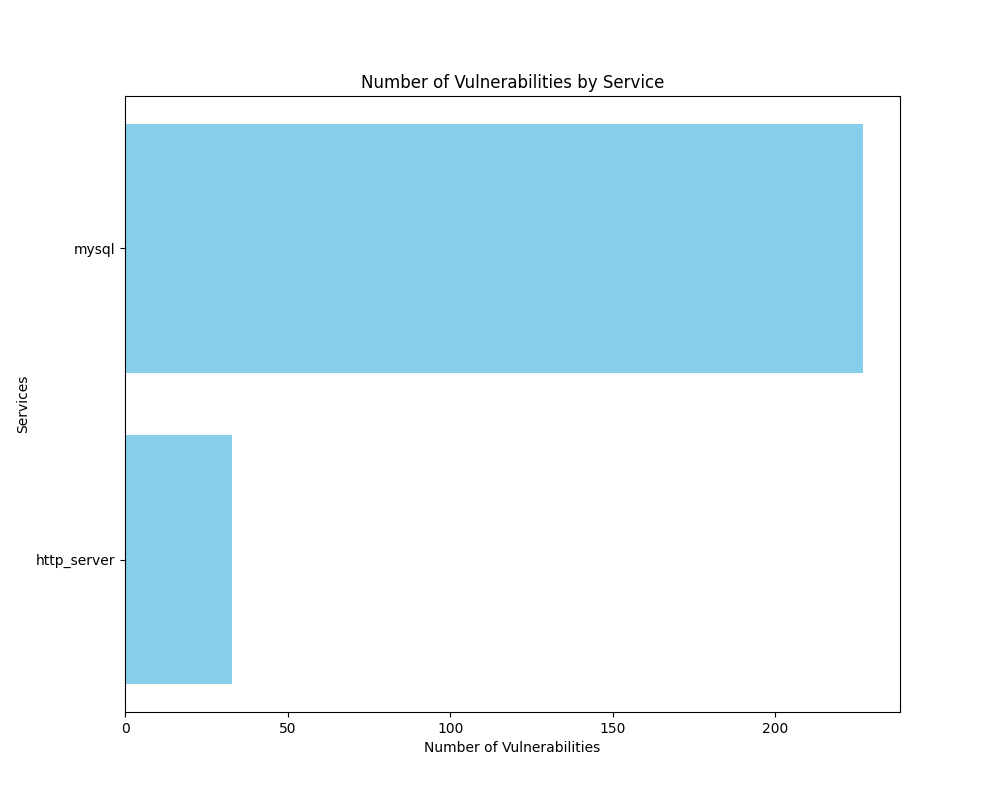 Number of Vulnerabilities by Service
Services
mysql
http_server
0 50 100 150 200
Number of Vulnerabilities